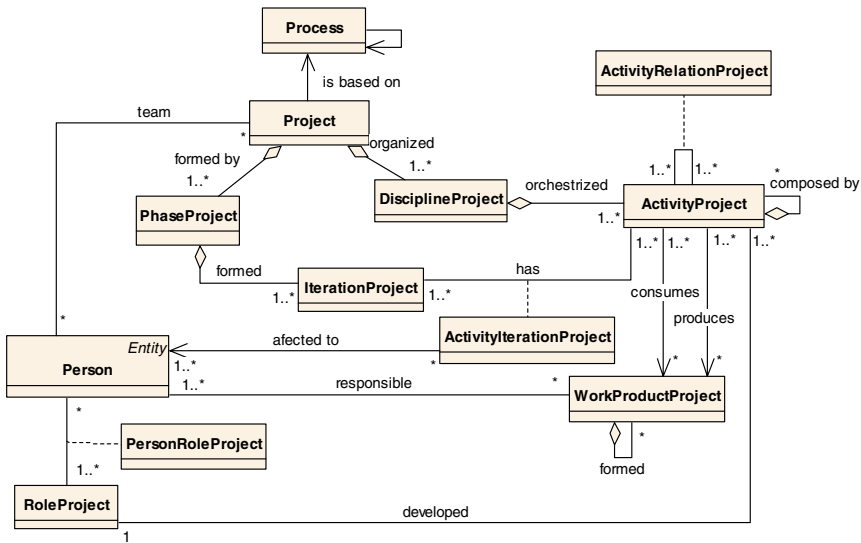 Process
ActivityRelationProject
is based on
team
Project
*
organized
formed by
1..*
1..*
1..*
1..*
*
composed by
PhaseProject
DisciplineProject
orchestrized
ActivityProject
1..*
1..*
1..*
1..*
1..*
formed
has
IterationProject
1..*
1..*
consumes
produces
*
Entity
Person
afected to
1..*
*
ActivityIterationProject
*
*
1..*
responsible
*
WorkProductProject
*
*
PersonRoleProject
formed
1..*
RoleProject
developed
1